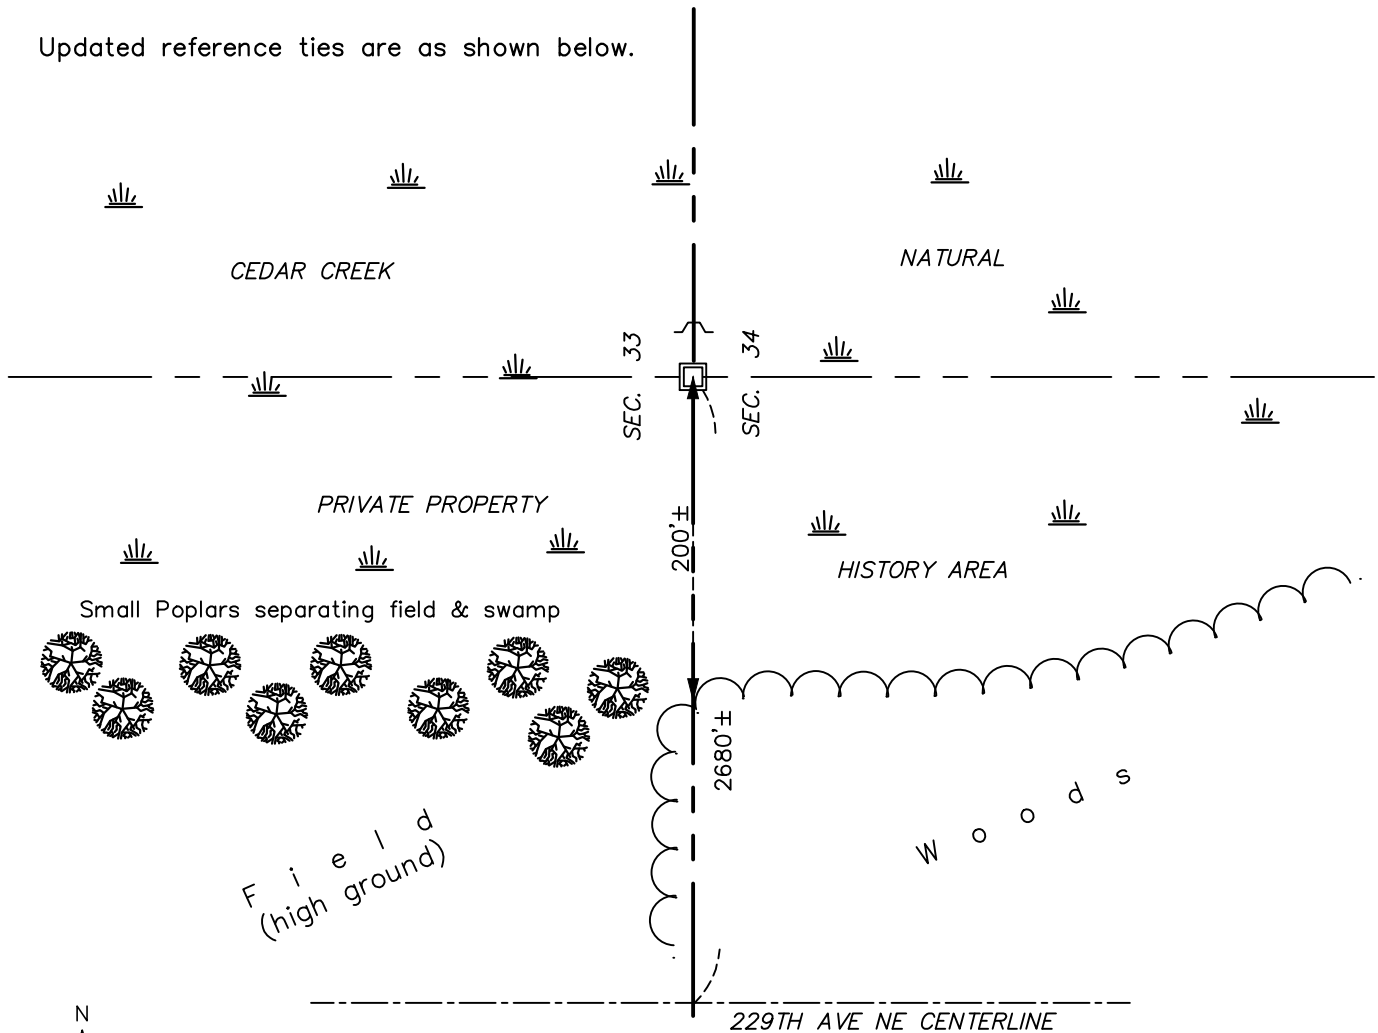 Updated reference ties are as shown below.
CEDAR CREEK
NATURAL
SEC. 33
SEC. 34
PRIVATE PROPERTY
200'±
HISTORY AREA
Small Poplars separating field & swamp
2680'±
Field
(high ground)
Woods
N
229TH AVE NE CENTERLINE